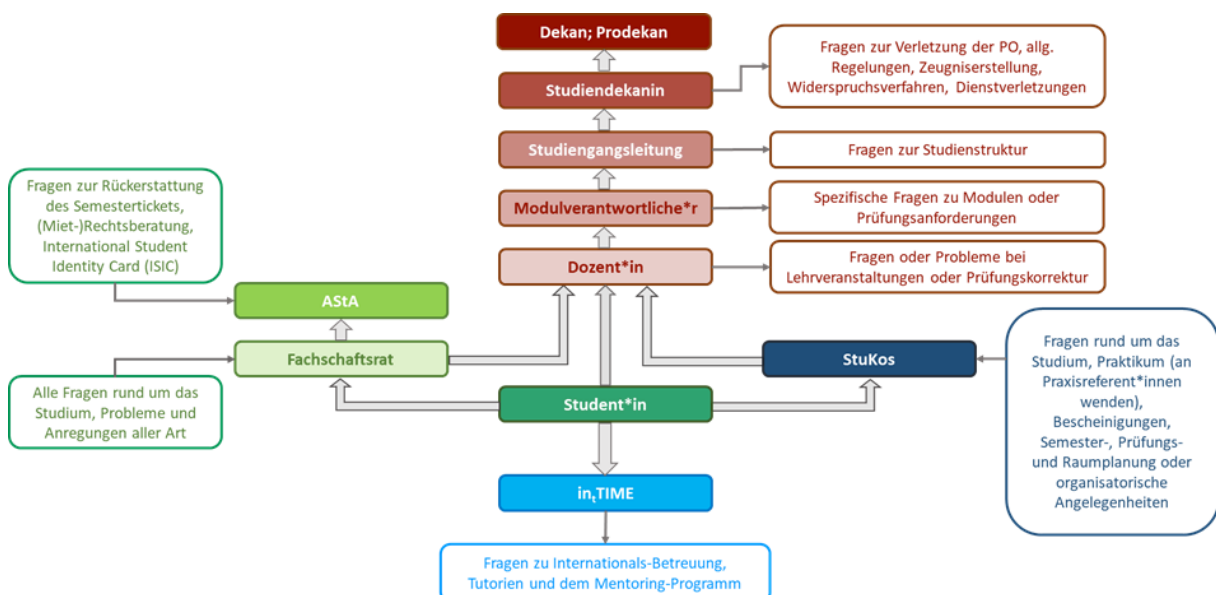 Dekan; Prodekan
Fragen zur Verletzung der PO, allg.
Regelungen, Zeugniserstellung,
Widerspruchsverfahren, Dienstverletzungen
Studiendekanin
Studiengangsleitung
Fragen zur Studienstruktur
Fragen zur Rückerstattung
des Semestertickets,
(Miet-)Rechtsberatung,
International Student
Identity Card (ISIC)
Modulverantwortliche*r
Spezifische Fragen zu Modulen oder
Prüfungsanforderungen
Dozent*in
Fragen oder Probleme bei
Lehrveranstaltungen oder Prüfungskorrektur
AStA
Fachschaftsrat
StuKos
Fragen rund um das
Studium, Praktikum (an
Praxisreferent*innen
wenden),
Bescheinigungen,
Semester-, Prüfungs-
und Raumplanung oder
organisatorische
Angelegenheiten
Alle Fragen rund um das
Studium, Probleme und
Anregungen aller Art
Student*in
in,TIME
Fragen zu Internationals-Betreuung,
Tutorien und dem Mentoring-Programm